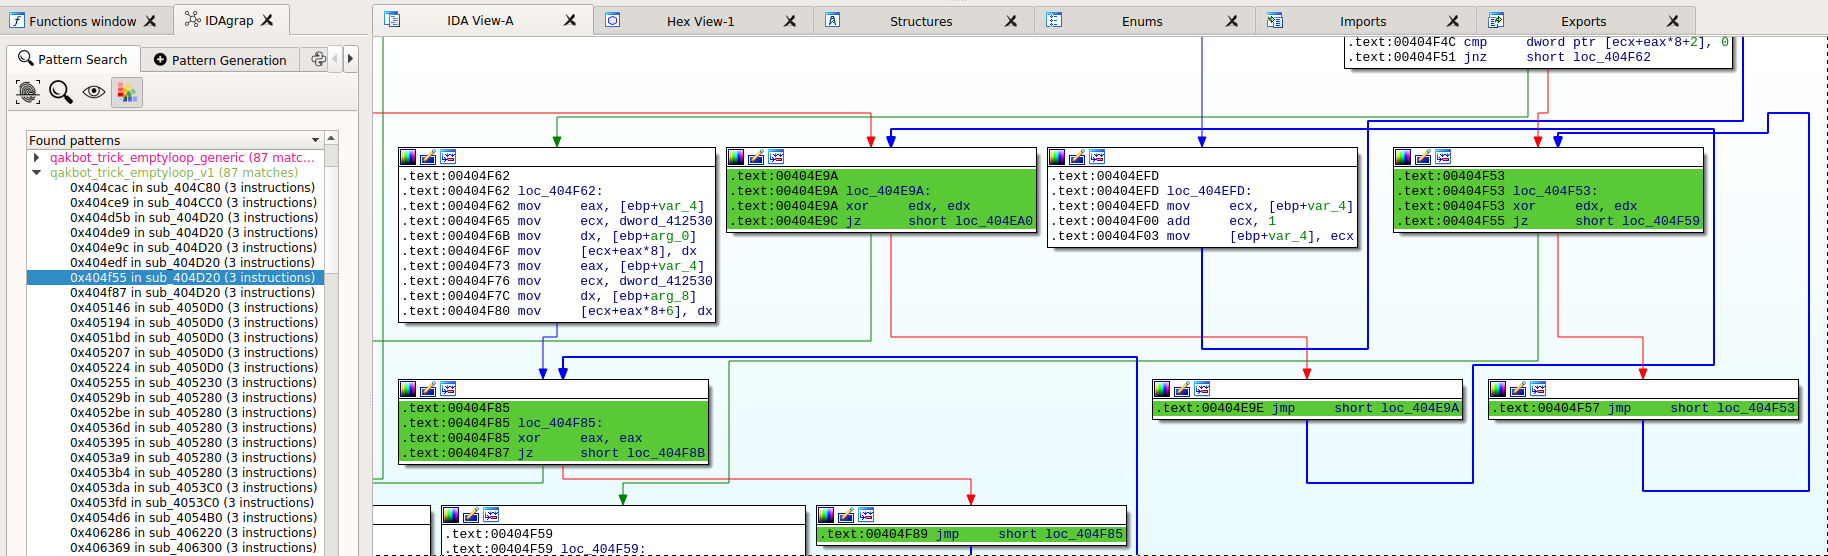 Functions window
IDAgrap
IDA View-A
Hex View-1
Structures
Enums
Imports
Exports
Pattern Search
Pattern Generation
Found patterns
qakbot_trick_emptyloop_generic (87 matc...
qakbot_trick_emptyloop_v1 (87 matches)
0x404cac in sub_404C80 (3 instructions)
0x404ce9 in sub_404CC0 (3 instructions)
0x404d5b in sub_404D20 (3 instructions)
0x404de9 in sub_404D20 (3 instructions)
0x404e9c in sub_404D20 (3 instructions)
0x404edf in sub_404D20 (3 instructions)
0x404f55 in sub_404D20 (3 instructions)
0x404f87 in sub_404D20 (3 instructions)
0x405146 in sub_4050D0 (3 instructions)
0x405194 in sub_4050D0 (3 instructions)
0x4051bd in sub_4050D0 (3 instructions)
0x405207 in sub_4050D0 (3 instructions)
0x405224 in sub_4050D0 (3 instructions)
0x405255 in sub_405230 (3 instructions)
0x40529b in sub_405280 (3 instructions)
0x4052be in sub_405280 (3 instructions)
0x40536d in sub_405280 (3 instructions)
0x405395 in sub_405280 (3 instructions)
0x4053a9 in sub_405280 (3 instructions)
0x4053b4 in sub_405280 (3 instructions)
0x4053da in sub_4053C0 (3 instructions)
0x4053fd in sub_4053C0 (3 instructions)
0x4054d6 in sub_4054B0 (3 instructions)
0x406286 in sub_406220 (3 instructions)
0x406369 in sub_406300 (3 instructions)
.text:00404F4C cmp dword ptr [ecx+eax*8+2], 0
.text:00404F51 jnz short loc_404F62
.text:00404F62
.text:00404F62 loc_404F62:
.text:00404F62 mov eax, [ebp+var_4]
.text:00404F65 mov ecx, dword_412530
.text:00404F6B mov dx, [ebp+arg_0]
.text:00404F6F mov [ecx+eax*8], dx
.text:00404F73 mov eax, [ebp+var_4]
.text:00404F76 mov ecx, dword_412530
.text:00404F7C mov dx, [ebp+arg_8]
.text:00404F80 mov [ecx+eax*8+6], dx
.text:00404E9A
.text:00404E9A loc_404E9A:
.text:00404E9A xor edx, edx
.text:00404E9C jz short loc_404EA0
.text:00404EFD
.text:00404EFD loc_404EFD:
.text:00404EFD mov ecx, [ebp+var_4]
.text:00404F00 add ecx, 1
.text:00404F03 mov [ebp+var_4], ecx
.text:00404F53
.text:00404F53 loc_404F53:
.text:00404F53 xor edx, edx
.text:00404F55 jz short loc_404F59
.text:00404F85
.text:00404F85 loc_404F85:
.text:00404F85 xor eax, eax
.text:00404F87 jz short loc_404F8B
.text:00404E9E jmp short loc_404E9A
.text:00404F57 jmp short loc_404F53
.text:00404F59
.text:00404F59 loc_404F59:
.text:00404F89 jmp short loc_404F85